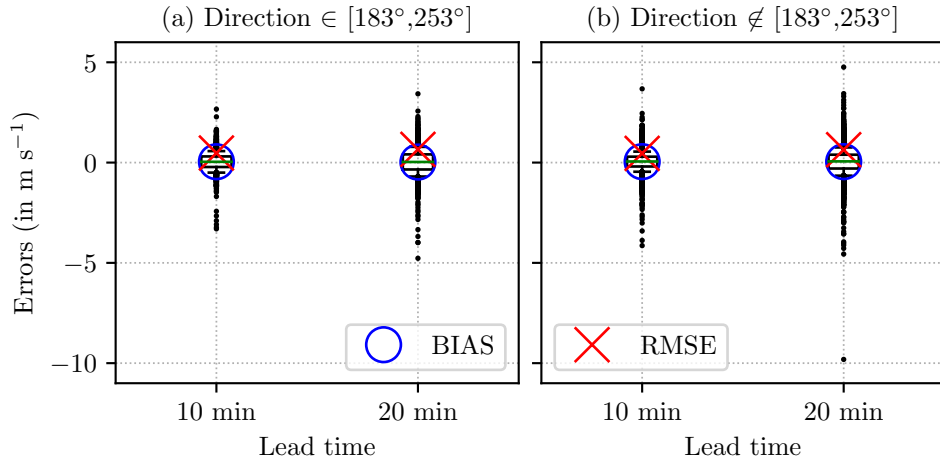 (a) Direction ∈ [183°,253°]
(b) Direction ∉ [183°,253°]
Errors (in m s⁻¹)
5
0
−5
−10
BIAS
RMSE
10 min
20 min
10 min
20 min
Lead time
Lead time